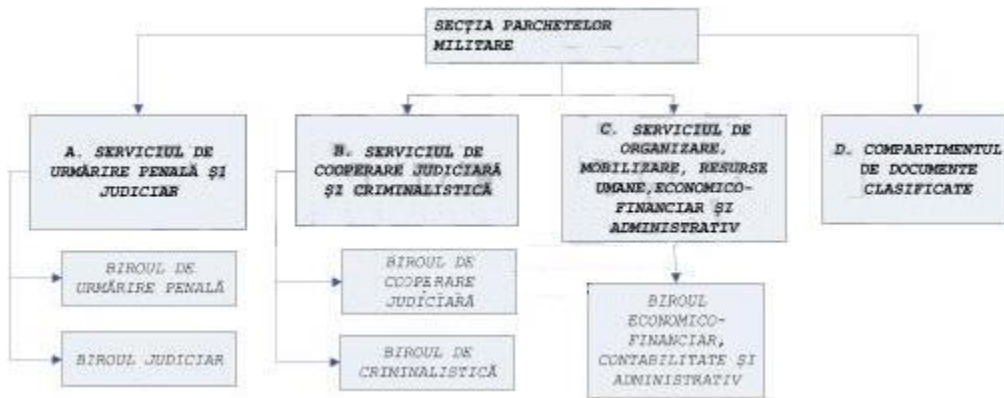 SECȚIA PARCHETELOR
MILITARE
A. SERVICIUL DE
URMĂRIRE PENALĂ ȘI
JUDICIAR
B. SERVICIUL DE
COOPERARE JUDICIARĂ
ȘI CRIMINALISTICĂ
C. SERVICIUL DE
ORGANIZARE,
MOBILIZARE, RESURSE
UMANE,ECONOMICO-
FINANCIAR ȘI
ADMINISTRATIV
D. COMPARTIMENTUL
DE DOCUMENTE
CLASIFICATE
BIROUL DE
URMĂRIRE PENALĂ
BIROUL JUDICIAR
BIROUL DE
COOPERARE
JUDICIARĂ
BIROUL DE
CRIMINALISTICĂ
BIROUL
ECONOMICO-
FINANCIAR,
CONTABILITATE ȘI
ADMINISTRATIV